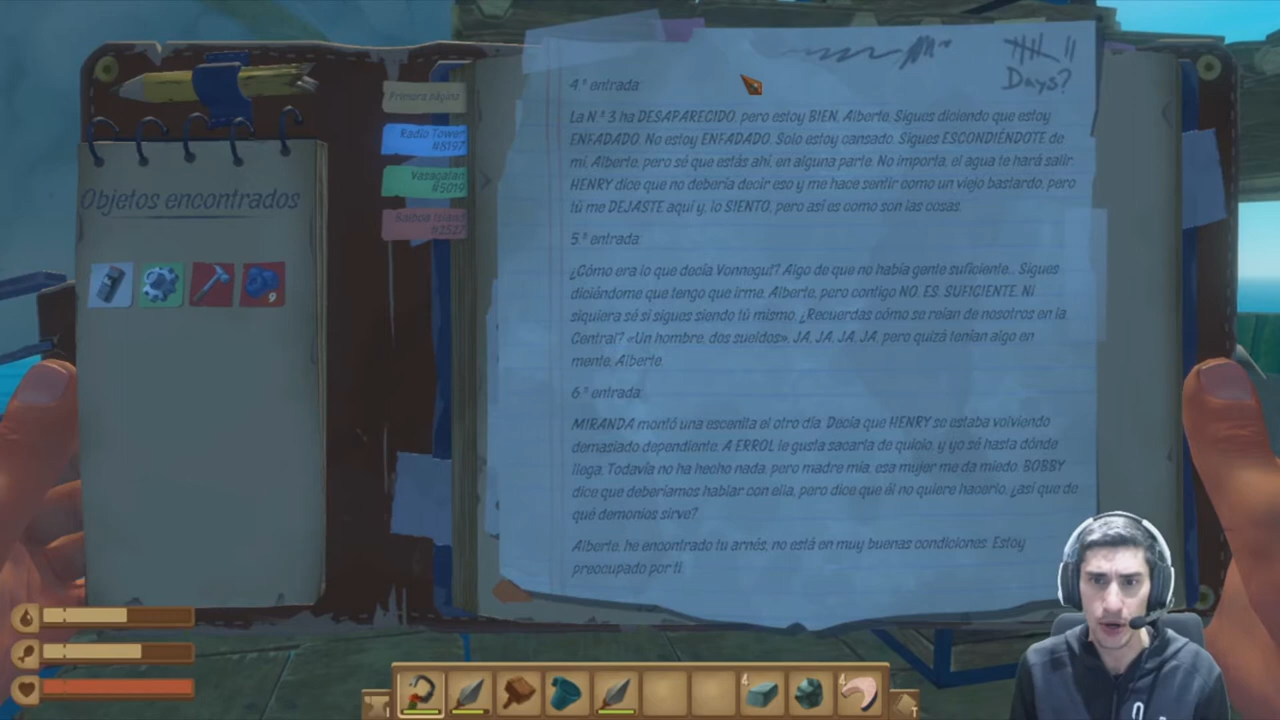 Days?
4.ª entrada:
La N.º 3 ha DESAPARECIDO, pero estoy BIEN, Alberte. Sigues diciendo que estoy
ENFADADO. No estoy ENFADADO. Solo estoy cansado. Sigues ESCONDIÉNDOTE de
mí, Alberte, pero sé que estás ahí, en alguna parte. No importa, el agua te hará salir.
HENRY dice que no debería decir eso y me hace sentir como un viejo bastardo, pero
tú me DEJASTE aquí y, lo SIENTO, pero así es como son las cosas.
5.ª entrada:
¿Cómo era lo que decía Vonnegut? Algo de que no había gente suficiente... Sigues
diciéndome que tengo que irme, Alberte, pero contigo NO. ES. SUFICIENTE. Ni
siquiera sé si sigues siendo tú mismo. ¿Recuerdas cómo se reían de nosotros en la
Central? «Un hombre, dos sueldos». JA, JA, JA, JA, pero quizá tenían algo en
mente, Alberte.
6.ª entrada:
MIRANDA montó una escenita el otro día. Decía que HENRY se estaba volviendo
demasiado dependiente. A ERROL le gusta sacarla de quicio, y yo sé hasta dónde
llega. Todavía no ha hecho nada, pero madre mía, esa mujer me da miedo. BOBBY
dice que deberíamos hablar con ella, pero dice que él no quiere hacerlo, ¿así que de
qué demonios sirve?
Alberte, he encontrado tu arnés, no está en muy buenas condiciones. Estoy
preocupado por ti.
Primera página
Radio Tower
#8197
Vasagatan
#5019
Balboa Island
#2527
Objetos encontrados
9
4
4
T